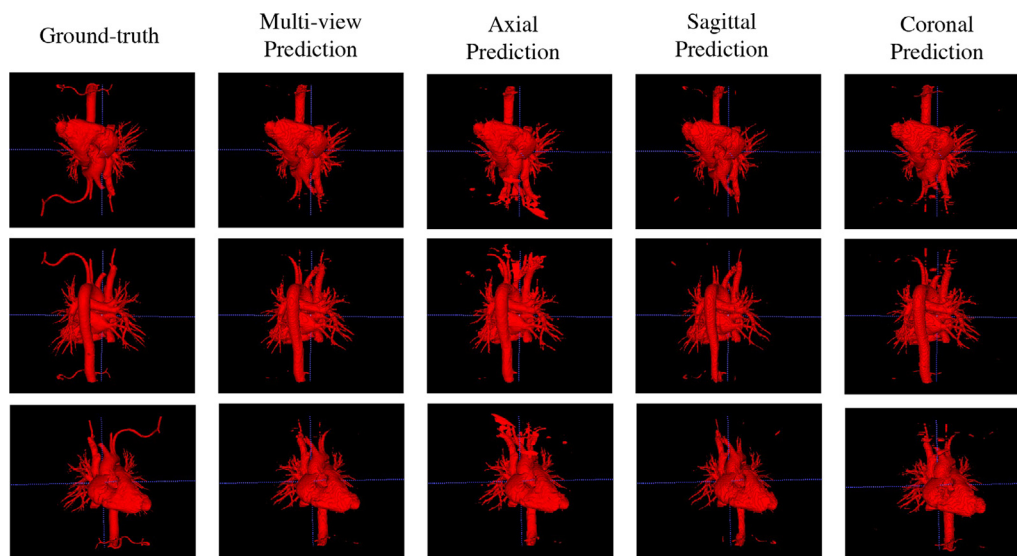 Ground-truth
Multi-view
Prediction
Axial
Prediction
Sagittal
Prediction
Coronal
Prediction